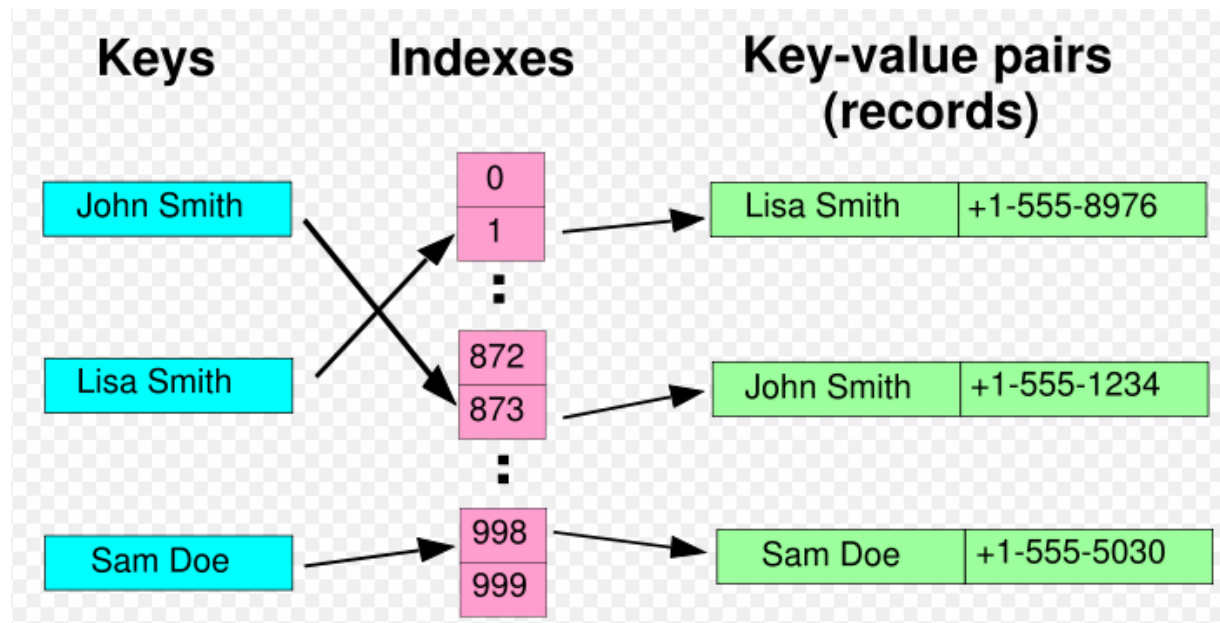 Keys
Indexes
Key-value pairs
(records)
John Smith
Lisa Smith
Sam Doe
0
1
:
872
873
:
998
999
Lisa Smith +1-555-8976
John Smith +1-555-1234
Sam Doe +1-555-5030